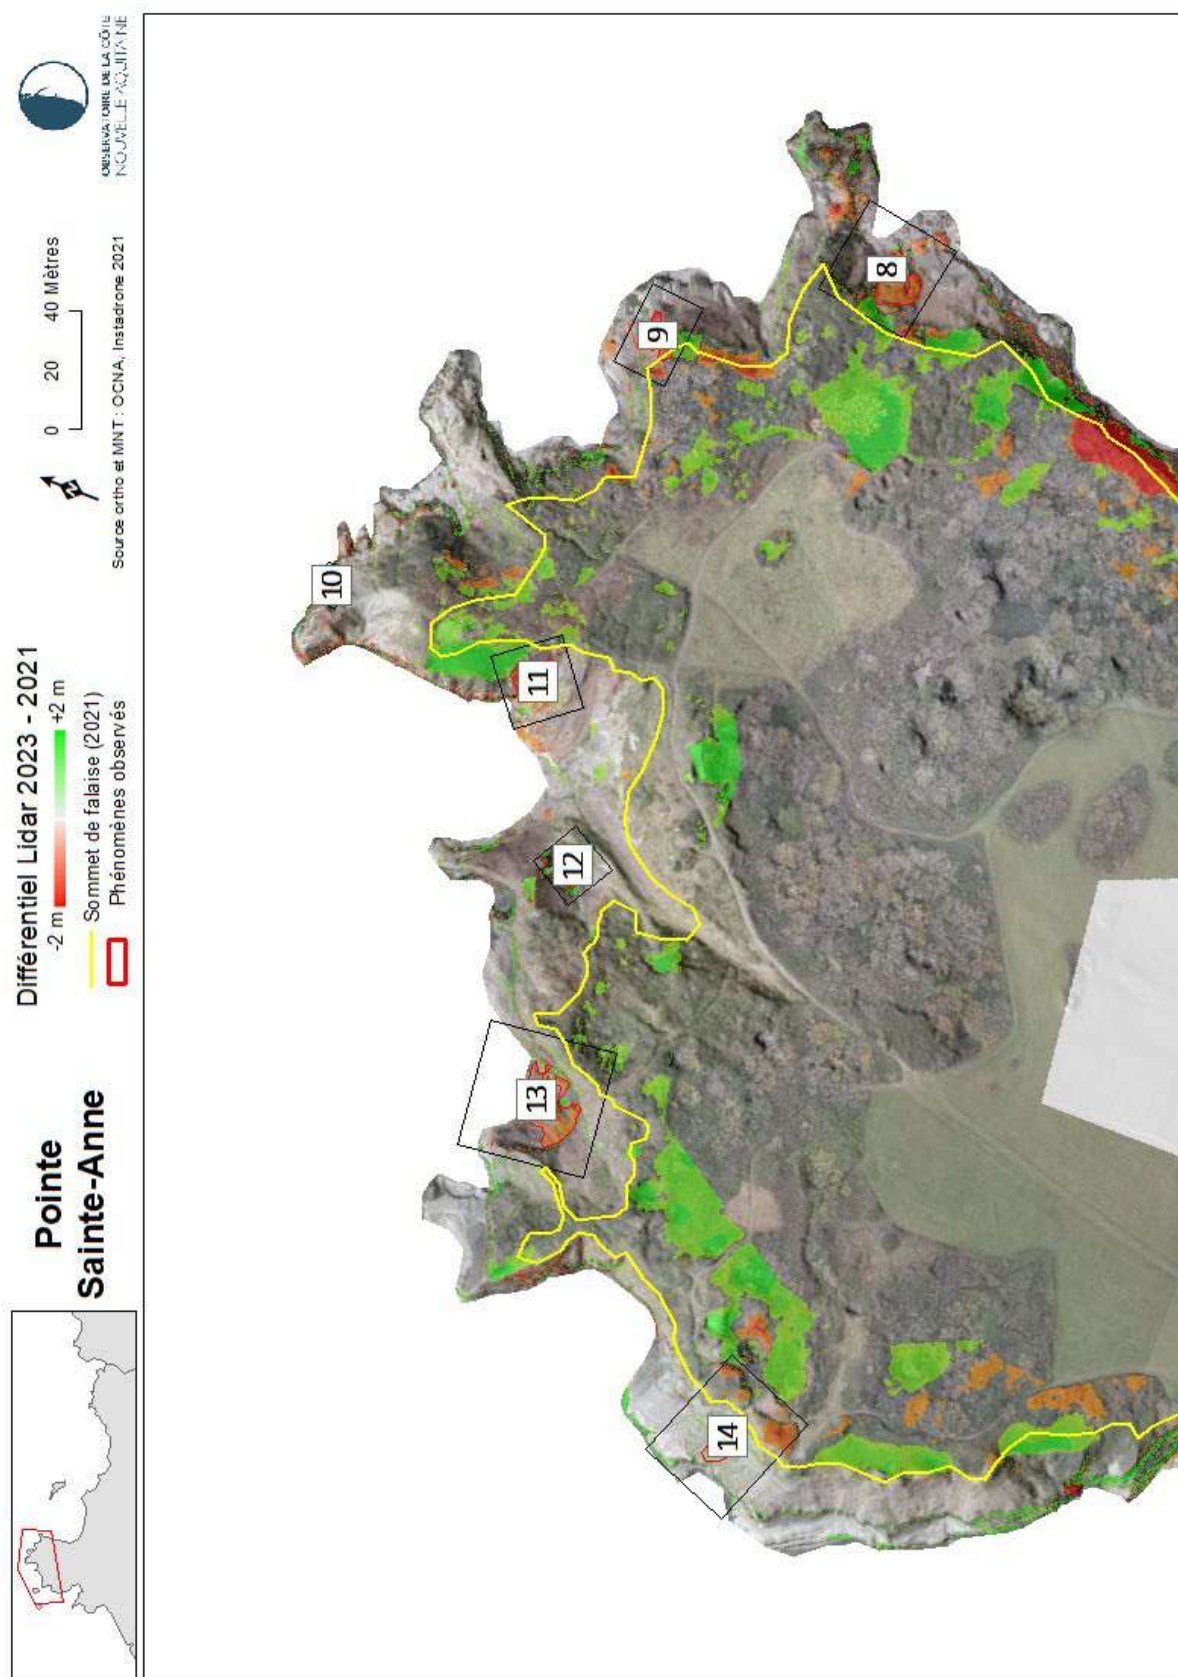 Pointe
Sainte-Anne
Différentiel Lidar 2023 - 2021
-2 m
+2 m
Sommet de falaise (2021)
Phénomènes observés
N
0 20 40 Mètres
Source ortho et MNT : OCNA, Instadrone 2021
OBSERVATOIRE DE LA CÔTE
NOUVELLE-AQUITAINE
14
13
12
11
10
9
8